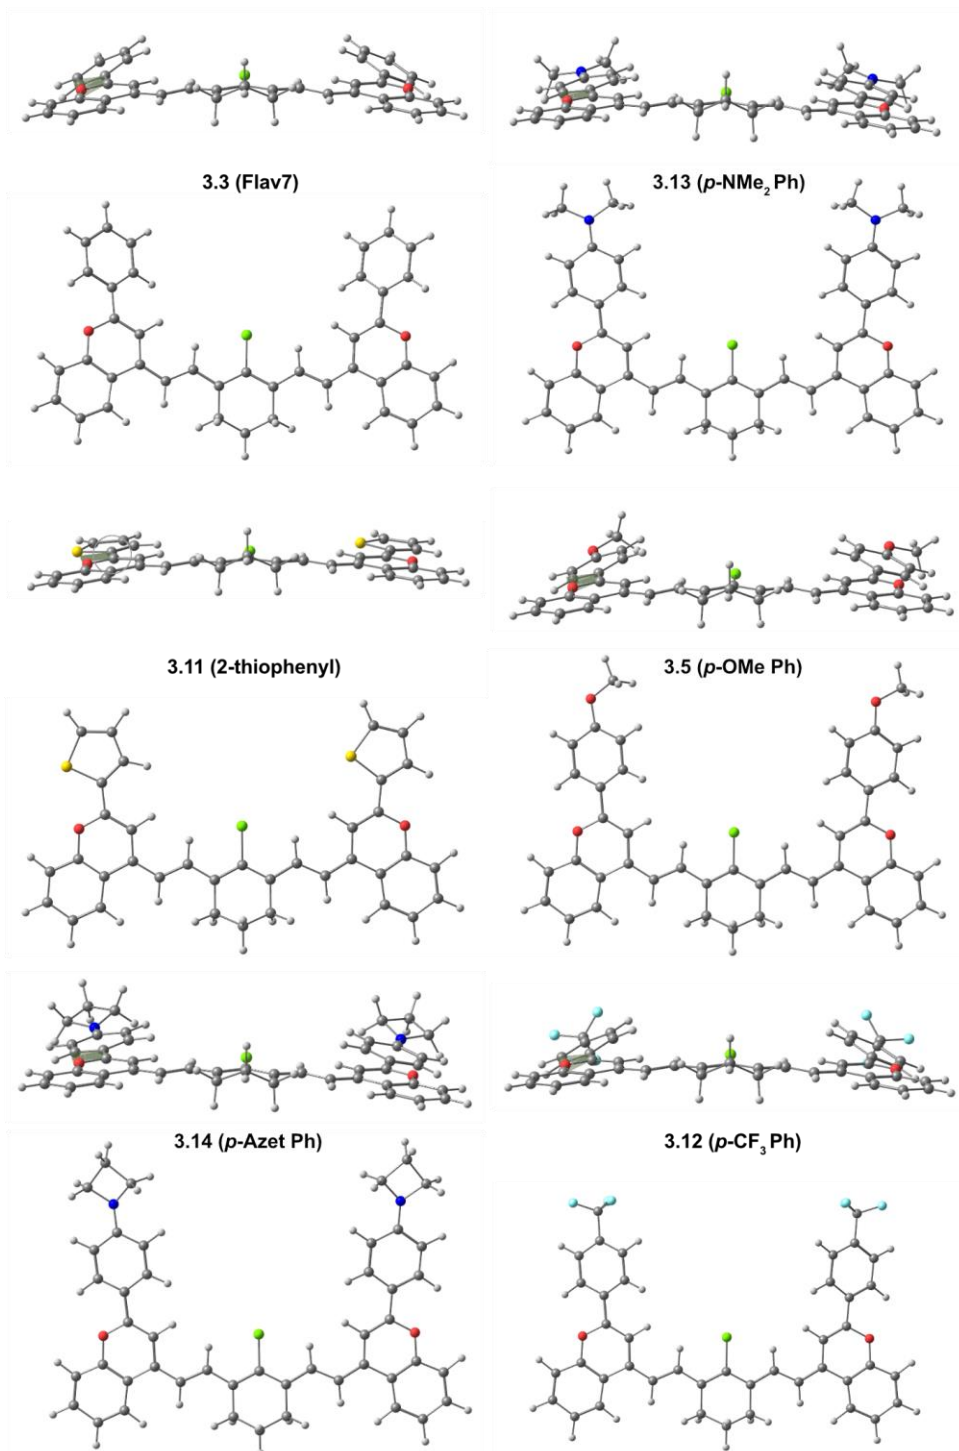 3.3 (Flav7)
3.13 (p-NMe₂ Ph)
3.11 (2-thiophenyl)
3.5 (p-OMe Ph)
3.14 (p-Azet Ph)
3.12 (p-CF₃ Ph)